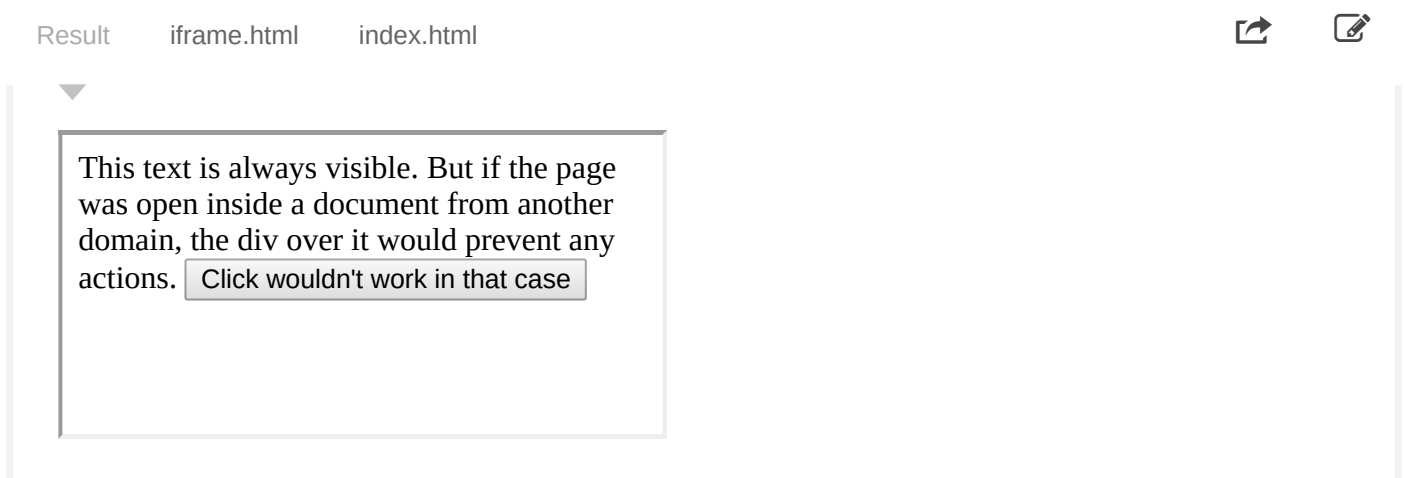 Result iframe.html index.html
This text is always visible. But if the page
was open inside a document from another
domain, the div over it would prevent any
actions. Click wouldn't work in that case